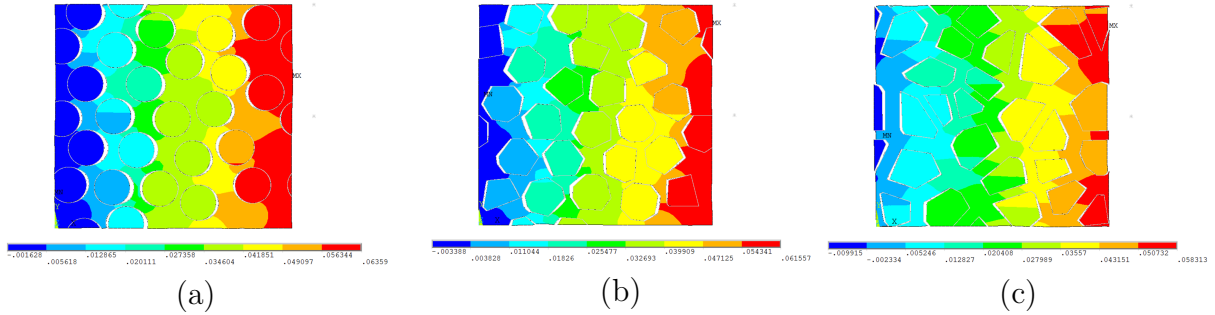 MX
MN
Y
-.001628 .012865 .027358 .041851 .056344
.005618 .020111 .034604 .049097 .06359
(a)
MX
MN
X
-.003388 .011044 .025477 .039909 .054341
.003828 .01826 .032693 .047125 .061557
(b)
MX
MN
X
-.009915 .005246 .020408 .03557 .050732
-.002334 .012827 .027989 .043151 .058313
(c)